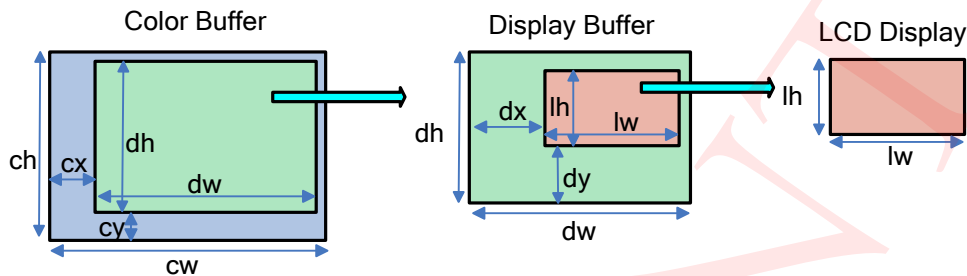 Color Buffer
Display Buffer
LCD Display
ch
cx
dh
dw
cy
cw
dh
dx
lh
lw
dy
dw
lh
lw